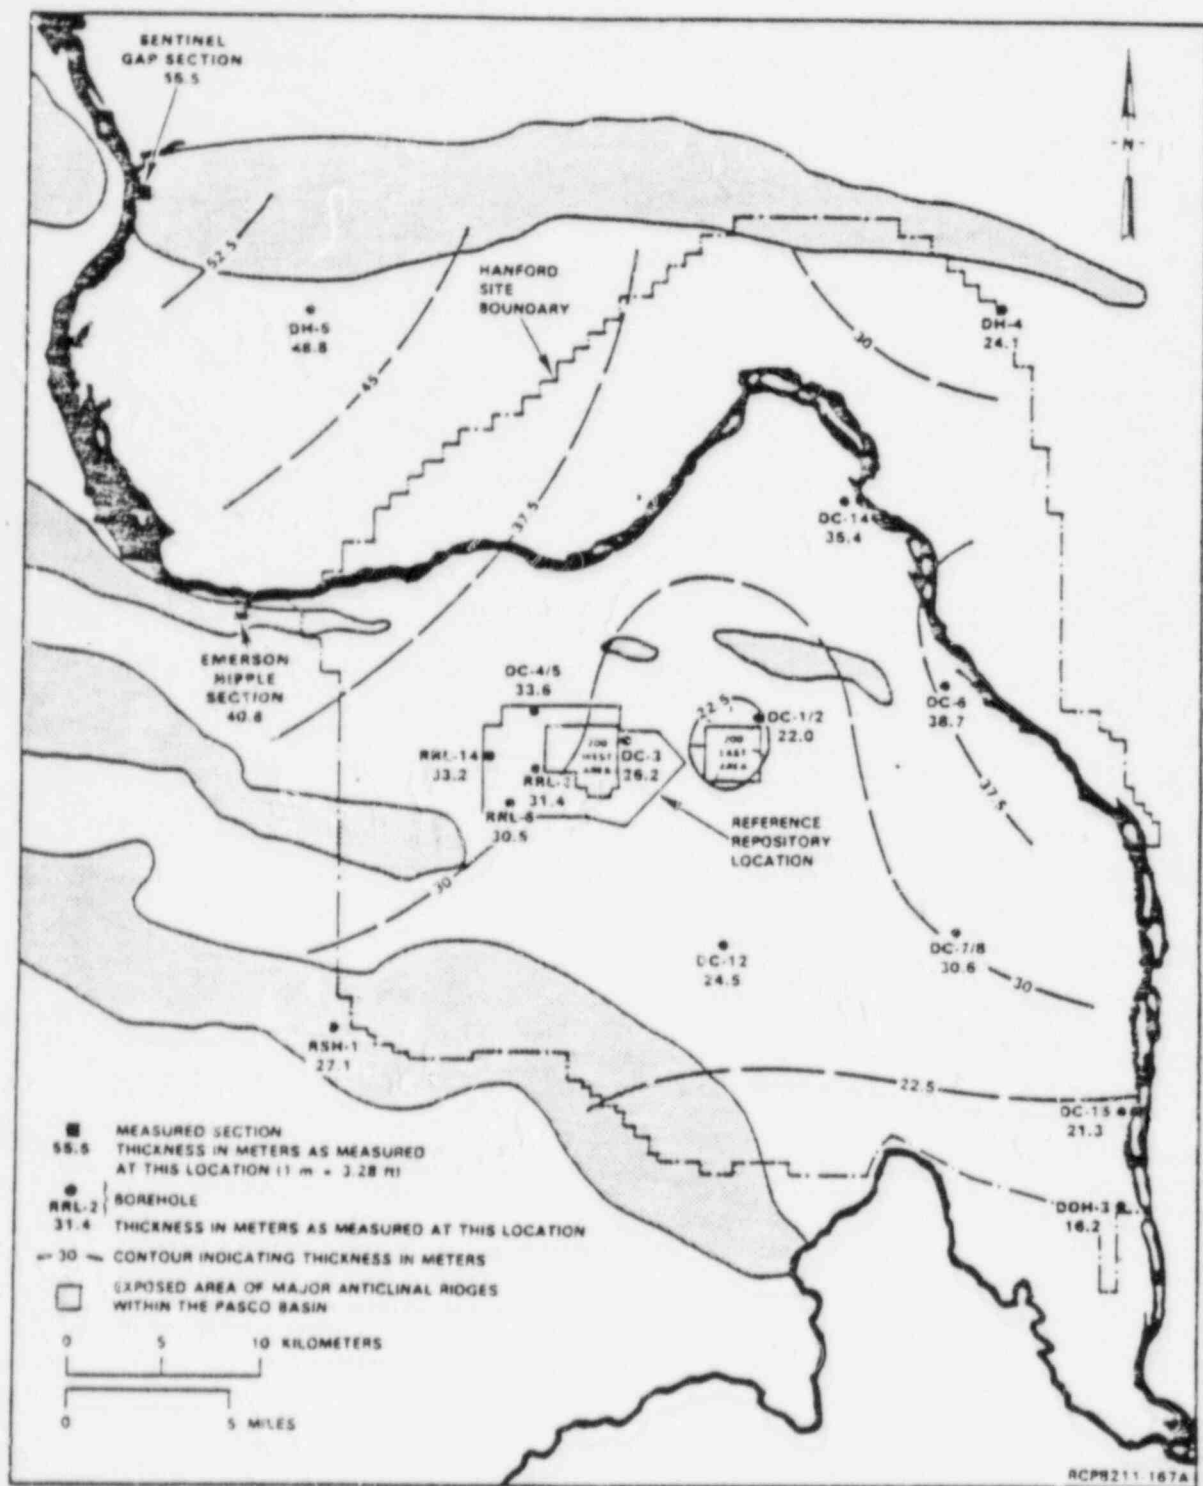 SENTINEL
GAP SECTION
55.5
N
52.5
HANFORD
SITE
BOUNDARY
DH-5
48.8
DH-4
24.1
30
45
37.5
DC-14
35.4
EMERSON
NIPPLE
SECTION
40.8
DC-4/5
33.6
22.5
DC-1/2
22.0
DC-6
38.7
200
WEST
AREA
200
EAST
AREA
RRL-14
33.2
DC-3
26.2
RRL-2
31.4
RRL-6
30.5
37.5
REFERENCE
REPOSITORY
LOCATION
30
DC-12
24.5
DC-7/8
30.6
30
RSH-1
27.1
22.5
DC-15
21.3
DDH-3
16.2
MEASURED SECTION
55.5 THICKNESS IN METERS AS MEASURED
AT THIS LOCATION (1 m = 3.28 ft)
RRL-2 BOREHOLE
31.4 THICKNESS IN METERS AS MEASURED AT THIS LOCATION
30 CONTOUR INDICATING THICKNESS IN METERS
EXPOSED AREA OF MAJOR ANTICLINAL RIDGES
WITHIN THE PASCO BASIN
0 5 10 KILOMETERS
0 5 MILES
RCP8211-167A